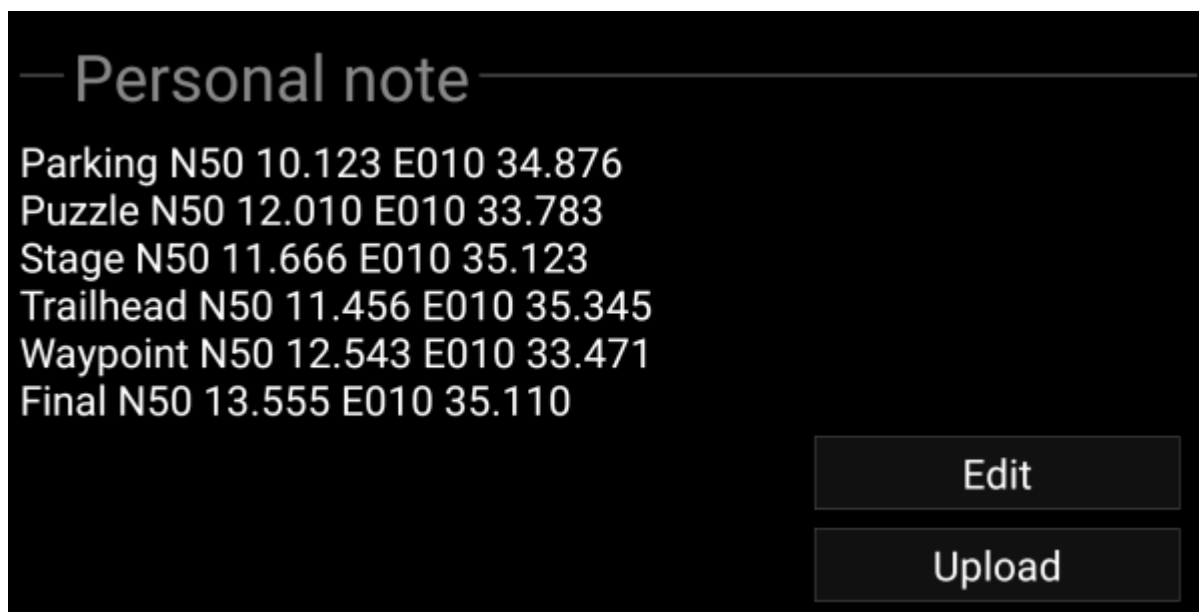 Personal note
Parking N50 10.123 E010 34.876
Puzzle N50 12.010 E010 33.783
Stage N50 11.666 E010 35.123
Trailhead N50 11.456 E010 35.345
Waypoint N50 12.543 E010 33.471
Final N50 13.555 E010 35.110
Edit
Upload